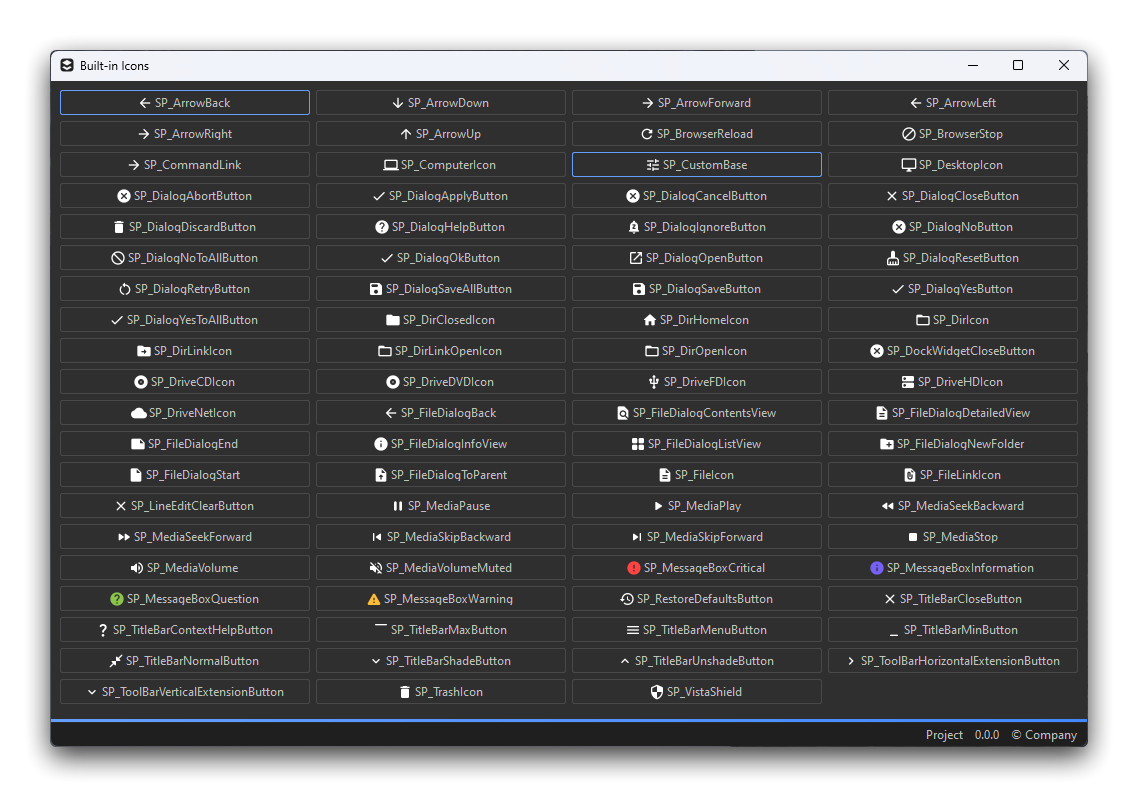 Built-in Icons
SP_ArrowBack SP_ArrowDown SP_ArrowForward SP_ArrowLeft
SP_ArrowRight SP_ArrowUp SP_BrowserReload SP_BrowserStop
SP_CommandLink SP_ComputerIcon SP_CustomBase SP_DesktopIcon
SP_DialogAbortButton SP_DialogApplyButton SP_DialogCancelButton SP_DialogCloseButton
SP_DialogDiscardButton SP_DialogHelpButton SP_DialogIgnoreButton SP_DialogNoButton
SP_DialogNoToAllButton SP_DialogOkButton SP_DialogOpenButton SP_DialogResetButton
SP_DialogRetryButton SP_DialogSaveAllButton SP_DialogSaveButton SP_DialogYesButton
SP_DialogYesToAllButton SP_DirClosedIcon SP_DirHomeIcon SP_DirIcon
SP_DirLinkIcon SP_DirLinkOpenIcon SP_DirOpenIcon SP_DockWidgetCloseButton
SP_DriveCDIcon SP_DriveDVDIcon SP_DriveFDIcon SP_DriveHDIcon
SP_DriveNetIcon SP_FileDialogBack SP_FileDialogContentsView SP_FileDialogDetailedView
SP_FileDialogEnd SP_FileDialogInfoView SP_FileDialogListView SP_FileDialogNewFolder
SP_FileDialogStart SP_FileDialogToParent SP_FileIcon SP_FileLinkIcon
SP_LineEditClearButton SP_MediaPause SP_MediaPlay SP_MediaSeekBackward
SP_MediaSeekForward SP_MediaSkipBackward SP_MediaSkipForward SP_MediaStop
SP_MediaVolume SP_MediaVolumeMuted SP_MessageBoxCritical SP_MessageBoxInformation
SP_MessageBoxQuestion SP_MessageBoxWarning SP_RestoreDefaultsButton SP_TitleBarCloseButton
SP_TitleBarContextHelpButton SP_TitleBarMaxButton SP_TitleBarMenuButton SP_TitleBarMinButton
SP_TitleBarNormalButton SP_TitleBarShadeButton SP_TitleBarUnshadeButton SP_ToolBarHorizontalExtensionButton
SP_ToolBarVerticalExtensionButton SP_TrashIcon SP_VistaShield
Project 0.0.0 © Company